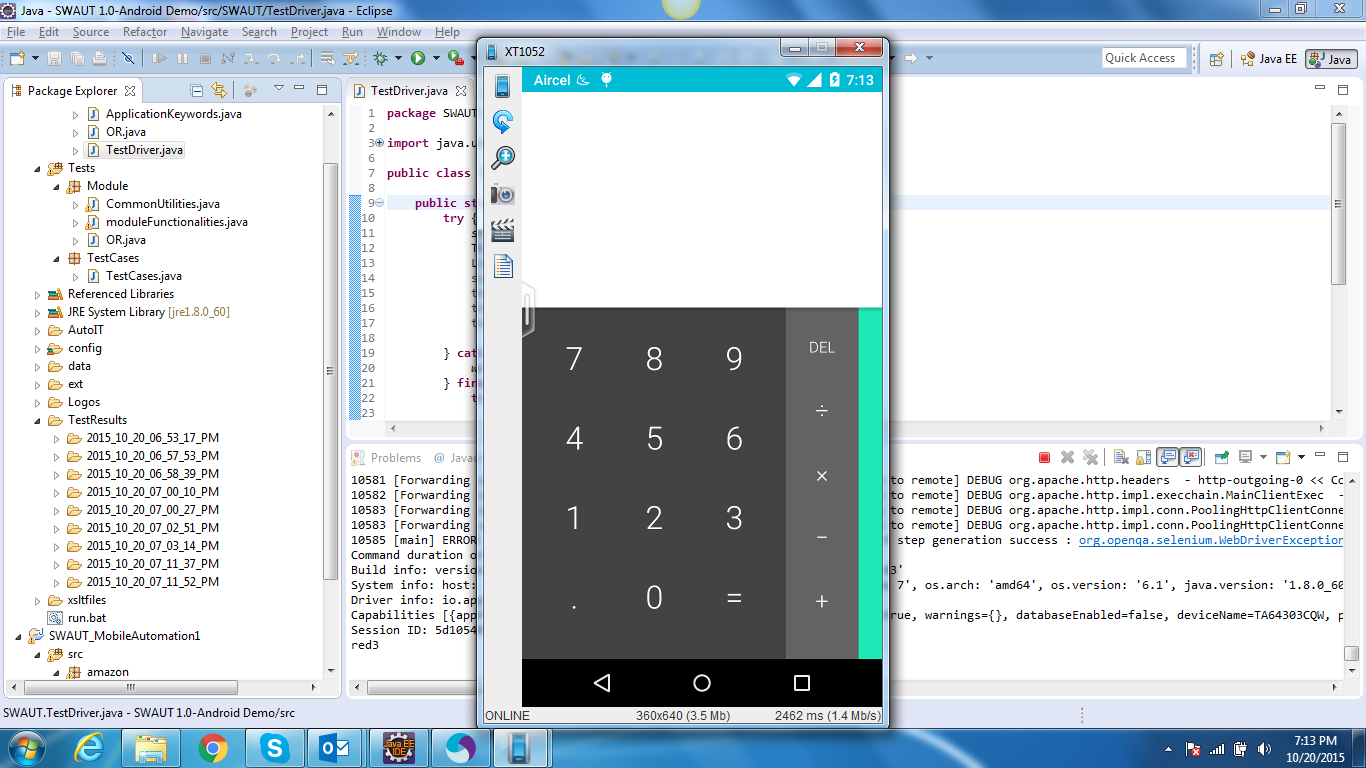 Java - SWAUT 1.0-Android Demo/src/SWAUT/TestDriver.java - Eclipse
File Edit Source Refactor Navigate Search Project Run Window Help
Quick Access
Java EE
Java
Package Explorer
ApplicationKeywords.java
OR.java
TestDriver.java
Tests
Module
CommonUtilities.java
moduleFunctionalities.java
OR.java
TestCases
TestCases.java
Referenced Libraries
JRE System Library [jre1.8.0_60]
AutoIT
config
data
ext
Logos
TestResults
2015_10_20_06_53_17_PM
2015_10_20_06_57_53_PM
2015_10_20_06_58_39_PM
2015_10_20_07_00_10_PM
2015_10_20_07_00_27_PM
2015_10_20_07_02_51_PM
2015_10_20_07_03_14_PM
2015_10_20_07_11_37_PM
2015_10_20_07_11_52_PM
xsltfiles
run.bat
SWAUT_MobileAutomation1
src
amazon
TestDriver.java
1 package SWAUT
2
3 import java.u
6
7 public class
8
9 public st
10 try {
11 s
12 T
13 L
14 s
15 t
16 t
17 t
18
19 } cat
20 w
21 } fin
22 t
23
Problems @ Javad
10581 [Forwarding
10582 [Forwarding
10583 [Forwarding
10583 [Forwarding
10585 [main] ERROR
Command duration o
Build info: versio
System info: host:
Driver info: io.ap
Capabilities [{app
Session ID: 5d1054
red3
to remote] DEBUG org.apache.http.headers - http-outgoing-0 << Co
to remote] DEBUG org.apache.http.impl.execchain.MainClientExec -
to remote] DEBUG org.apache.http.impl.conn.PoolingHttpClientConne
to remote] DEBUG org.apache.http.impl.conn.PoolingHttpClientConne
step generation success : org.openqa.selenium.WebDriverException
3'
7', os.arch: 'amd64', os.version: '6.1', java.version: '1.8.0_60
rue, warnings={}, databaseEnabled=false, deviceName=TA64303CQW, p
XT1052
Aircel 7:13
7 8 9 DEL
÷
4 5 6
×
1 2 3
−
. 0 = +
ONLINE 360x640 (3.5 Mb) 2462 ms (1.4 Mb/s)
SWAUT.TestDriver.java - SWAUT 1.0-Android Demo/src
Java EE
IDE
7:13 PM
10/20/2015